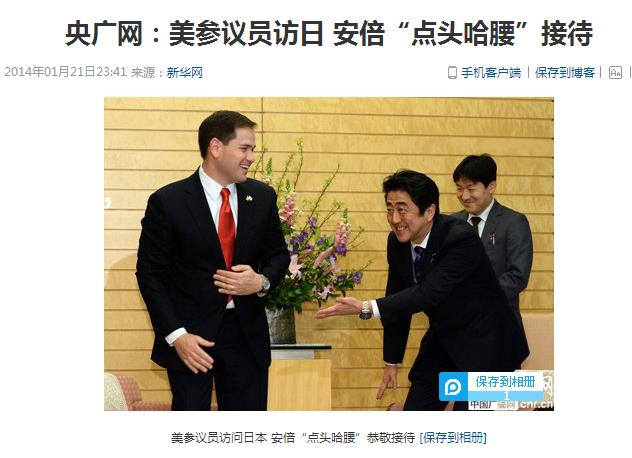 央广网：美参议员访日 安倍“点头哈腰”接待
2014年01月21日23:41 来源：新华网 手机客户端 | 保存到博客 | Aa |
保存到相册
1
中国广播网 cnr.cn
美参议员访问日本 安倍“点头哈腰”恭敬接待 [保存到相册]